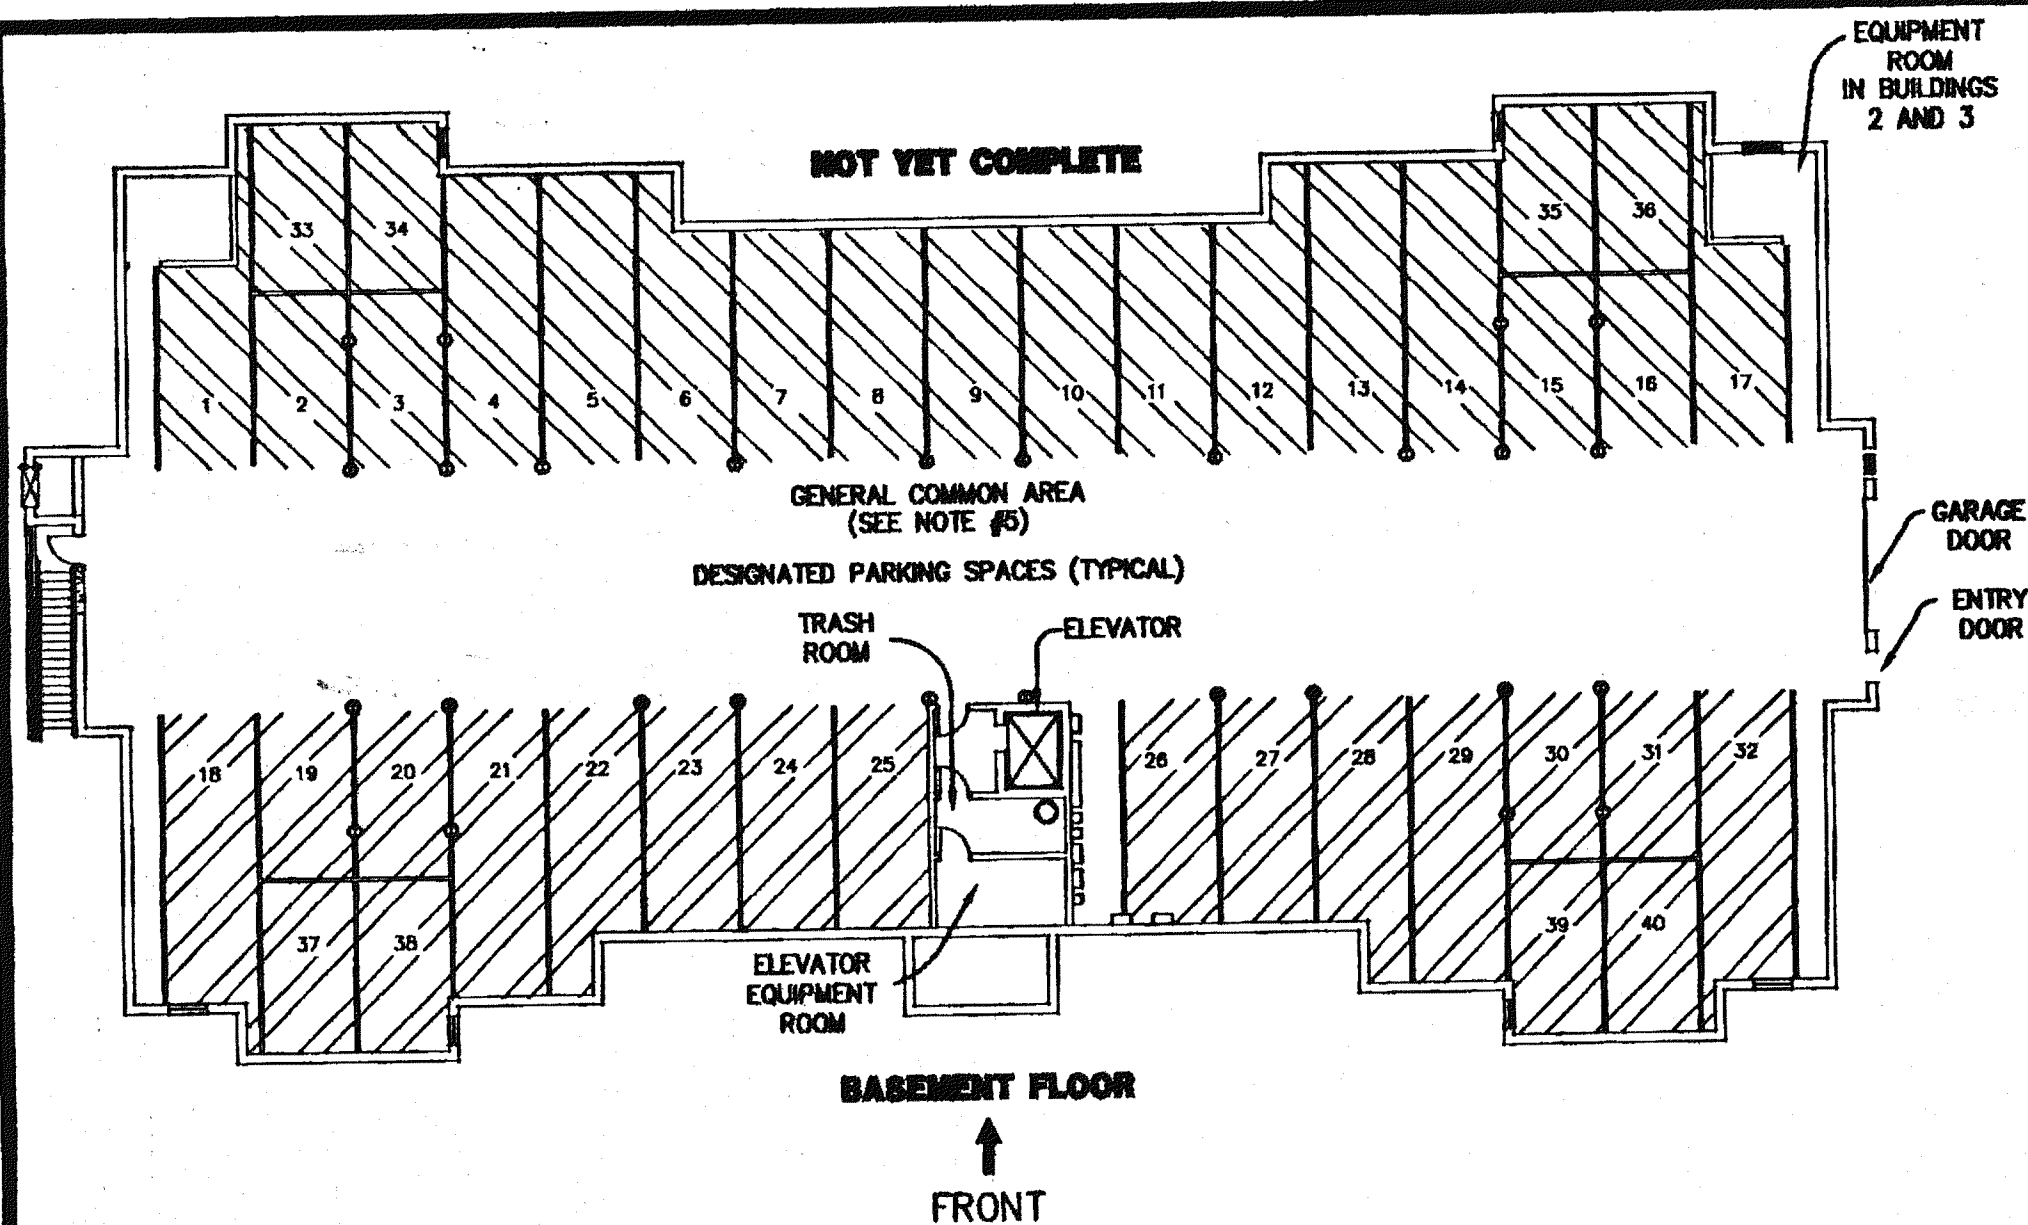 EQUIPMENT
ROOM
IN BUILDINGS
2 AND 3
NOT YET COMPLETE
33 34 35 36
1 2 3 4 5 6 7 8 9 10 11 12 13 14 15 16 17
GENERAL COMMON AREA
(SEE NOTE #5)
DESIGNATED PARKING SPACES (TYPICAL)
GARAGE
DOOR
ENTRY
DOOR
TRASH
ROOM
ELEVATOR
18 19 20 21 22 23 24 25 26 27 28 29 30 31 32
37 38 39 40
ELEVATOR
EQUIPMENT
ROOM
BASEMENT FLOOR
FRONT